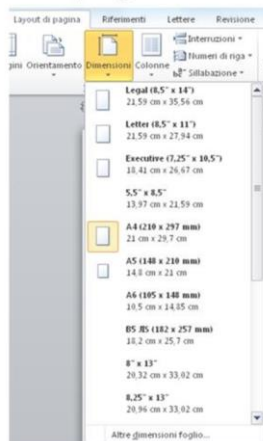 Layout di pagina Riferimenti Lettere Revisione
Interruzioni
Numeri di riga
Orientamento Dimensioni Colonne
Sillabazione
Legal (8,5" x 14")
21,59 cm x 35,56 cm
Letter (8,5" x 11")
21,59 cm x 27,94 cm
Executive (7,25" x 10,5")
18,41 cm x 26,67 cm
5,5" x 8,5"
13,97 cm x 21,59 cm
A4 (210 x 297 mm)
21 cm x 29,7 cm
A5 (148 x 210 mm)
14,8 cm x 21 cm
A6 (105 x 148 mm)
10,5 cm x 14,85 cm
B5 JIS (182 x 257 mm)
18,2 cm x 25,7 cm
8" x 13"
20,32 cm x 33,02 cm
8,25" x 13"
20,96 cm x 33,02 cm
Altre dimensioni foglio...